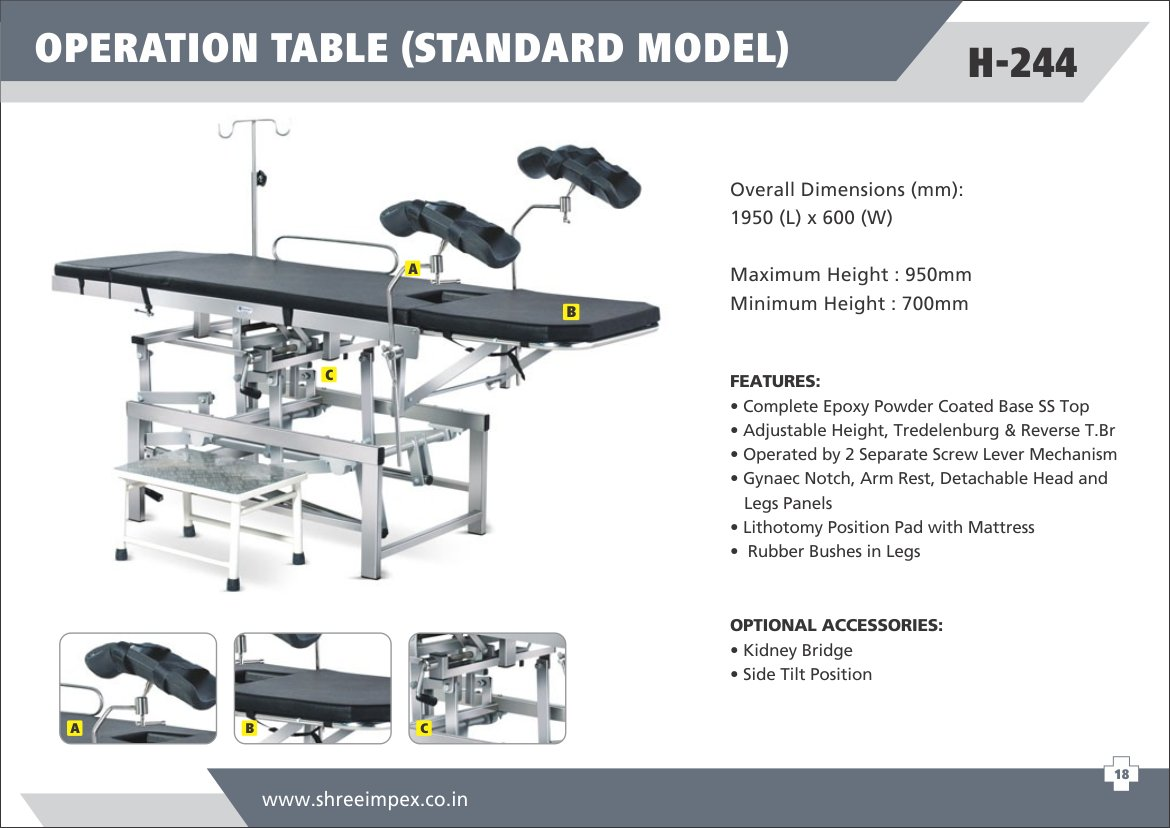 OPERATION TABLE (STANDARD MODEL)
H-244
A
B
C
Overall Dimensions (mm):
1950 (L) x 600 (W)
Maximum Height : 950mm
Minimum Height : 700mm
FEATURES:
• Complete Epoxy Powder Coated Base SS Top
• Adjustable Height, Tredelenburg & Reverse T.Br
• Operated by 2 Separate Screw Lever Mechanism
• Gynaec Notch, Arm Rest, Detachable Head and
Legs Panels
• Lithotomy Position Pad with Mattress
• Rubber Bushes in Legs
OPTIONAL ACCESSORIES:
• Kidney Bridge
• Side Tilt Position
A
B
C
18
www.shreeimpex.co.in